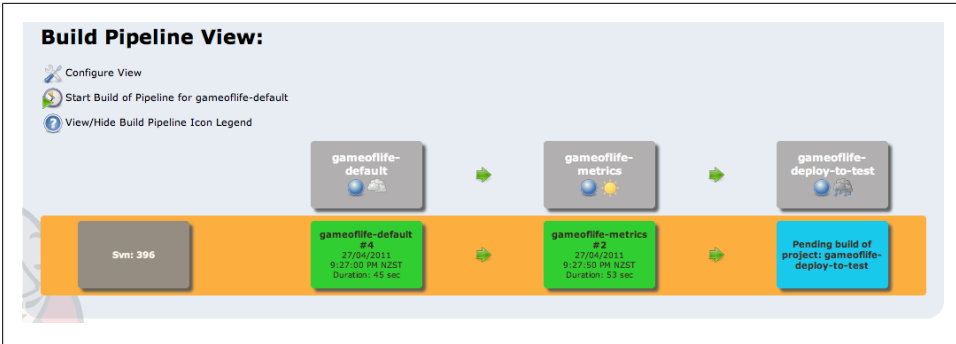 Build Pipeline View:
Configure View
Start Build of Pipeline for gameoflife-default
View/Hide Build Pipeline Icon Legend
gameoflife-
default
gameoflife-
metrics
gameoflife-
deploy-to-test
Svn: 396
gameoflife-default
#4
27/04/2011
9:27:00 PM NZST
Duration: 45 sec
gameoflife-metrics
#2
27/04/2011
9:27:50 PM NZST
Duration: 53 sec
Pending build of
project: gameoflife-
deploy-to-test